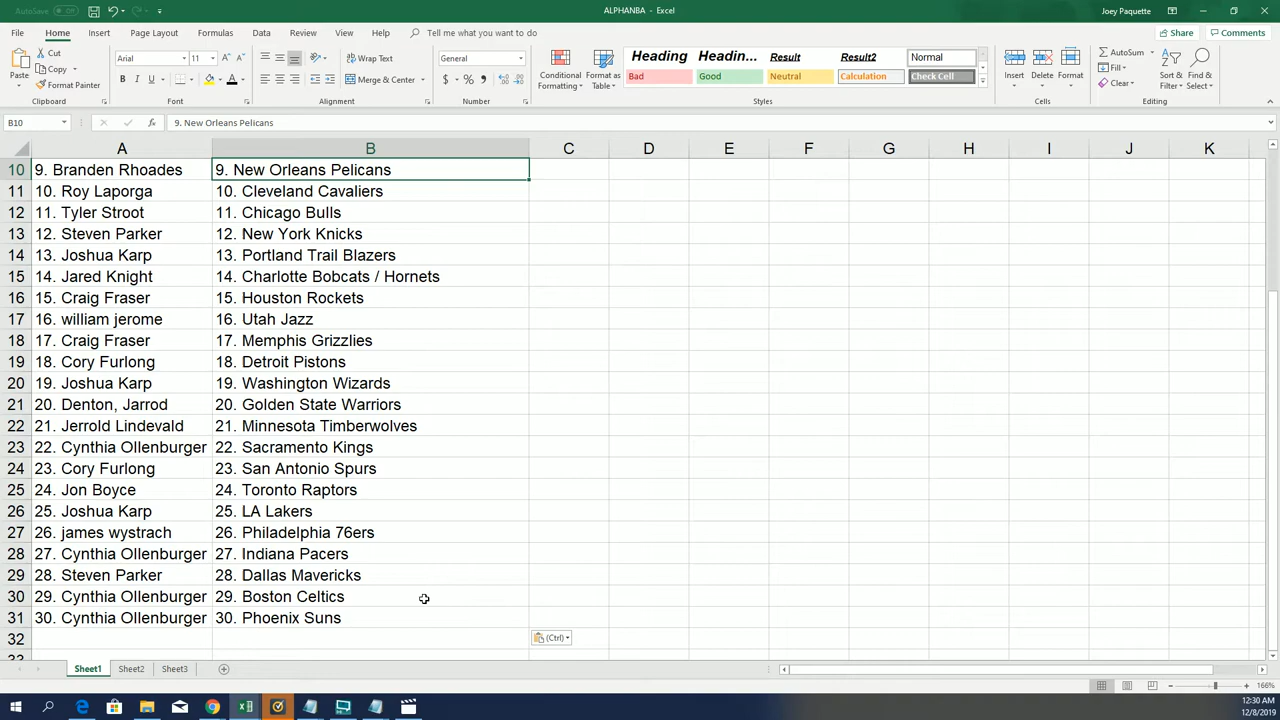 AutoSave Off
ALPHANBA - Excel
Joey Paquette
File Home Insert Page Layout Formulas Data Review View Help Tell me what you want to do
Share Comments
Paste
Cut
Copy
Format Painter
Clipboard
Arial 11
B I U
Font
Wrap Text
Merge & Center
Alignment
General
$ % ,
Number
Conditional Formatting
Format as Table
Heading Headin... Result Result2 Normal
Bad Good Neutral Calculation Check Cell
Styles
Insert Delete Format
Cells
AutoSum
Fill
Clear
Sort & Filter
Find & Select
Editing
B10 fx 9. New Orleans Pelicans
A B C D E F G H I J K
10 9. Branden Rhoades 9. New Orleans Pelicans
11 10. Roy Laporga 10. Cleveland Cavaliers
12 11. Tyler Stroot 11. Chicago Bulls
13 12. Steven Parker 12. New York Knicks
14 13. Joshua Karp 13. Portland Trail Blazers
15 14. Jared Knight 14. Charlotte Bobcats / Hornets
16 15. Craig Fraser 15. Houston Rockets
17 16. william jerome 16. Utah Jazz
18 17. Craig Fraser 17. Memphis Grizzlies
19 18. Cory Furlong 18. Detroit Pistons
20 19. Joshua Karp 19. Washington Wizards
21 20. Denton, Jarrod 20. Golden State Warriors
22 21. Jerrold Lindevald 21. Minnesota Timberwolves
23 22. Cynthia Ollenburger 22. Sacramento Kings
24 23. Cory Furlong 23. San Antonio Spurs
25 24. Jon Boyce 24. Toronto Raptors
26 25. Joshua Karp 25. LA Lakers
27 26. james wystrach 26. Philadelphia 76ers
28 27. Cynthia Ollenburger 27. Indiana Pacers
29 28. Steven Parker 28. Dallas Mavericks
30 29. Cynthia Ollenburger 29. Boston Celtics
31 30. Cynthia Ollenburger 30. Phoenix Suns
32
(Ctrl)
33
Sheet1 Sheet2 Sheet3
166%
12:30 AM
12/8/2019